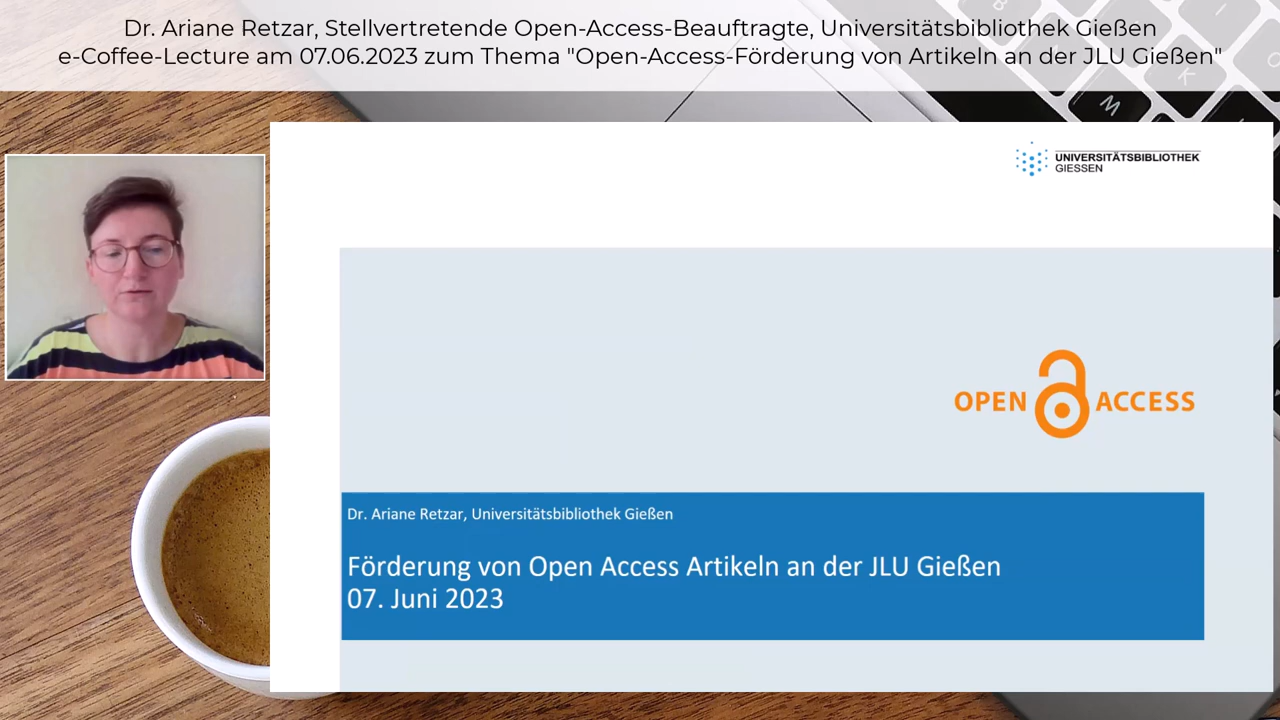 Dr. Ariane Retzar, Stellvertretende Open-Access-Beauftragte, Universitätsbibliothek Gießen
e-Coffee-Lecture am 07.06.2023 zum Thema "Open-Access-Förderung von Artikeln an der JLU Gießen"
M
K
UNIVERSITÄTSBIBLIOTHEK
GIESSEN
OPEN ACCESS
Dr. Ariane Retzar, Universitätsbibliothek Gießen
Förderung von Open Access Artikeln an der JLU Gießen
07. Juni 2023